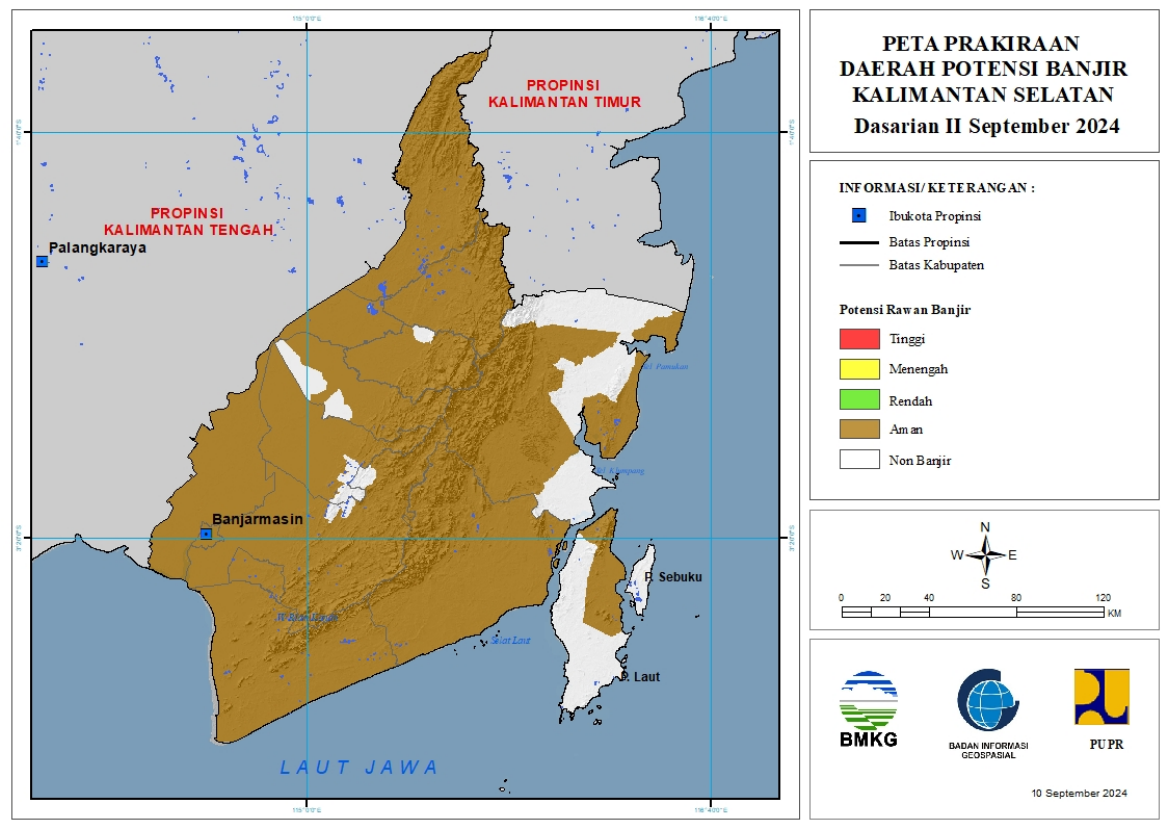 PETA PRAKIRAAN
DAERAH POTENSI BANJIR
KALIMANTAN SELATAN
Dasarian II September 2024
INFORMASI/KETERANGAN :
Ibukota Propinsi
Batas Propinsi
Batas Kabupaten
Potensi Rawan Banjir
Tinggi
Menengah
Rendah
Aman
Non Banjir
N
W E
S
0 20 40 80 120
KM
BMKG
BADAN INFORMASI
GEOSPASIAL
PUPR
10 September 2024
PROPINSI
KALIMANTAN TIMUR
PROPINSI
KALIMANTAN TENGAH
Palangkaraya
Banjarmasin
P. Sebuku
P. Laut
Selat Laut
LAUT JAWA